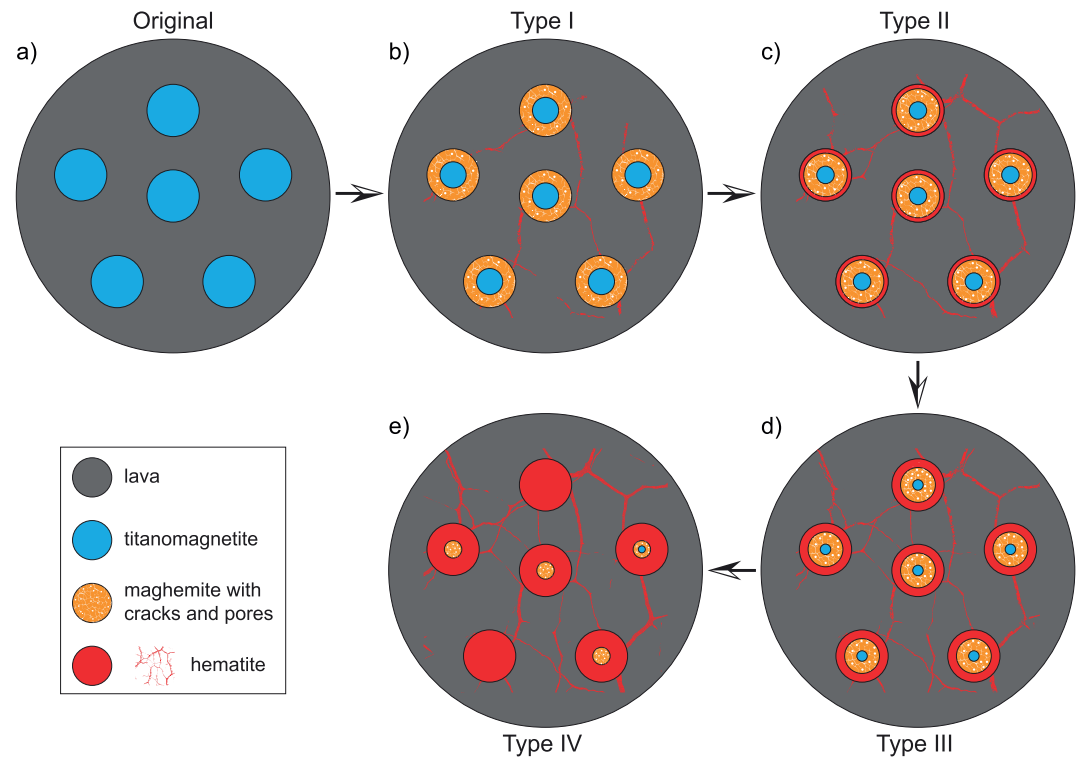 Original
Type I
Type II
a)
b)
c)
e)
d)
lava
titanomagnetite
maghemite with
cracks and pores
hematite
Type IV
Type III